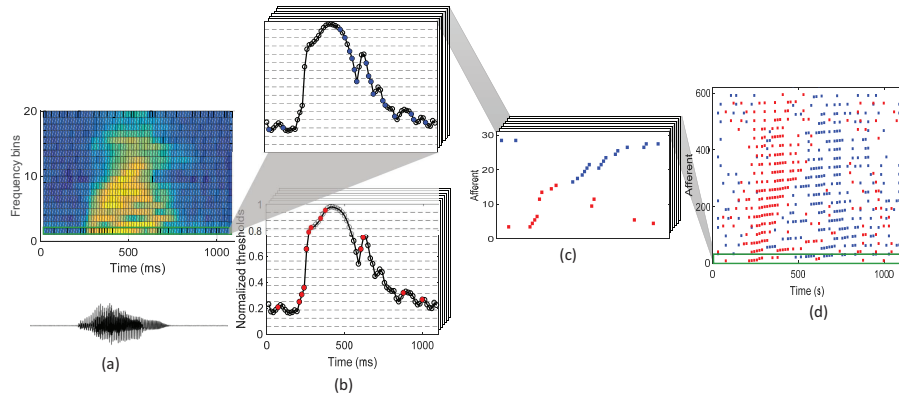 20
10
0
Frequency bins
0
500
1000
Time (ms)
(a)
1
0.8
0.6
0.4
0.2
0
Normalized thresholds
0
500
1000
Time (ms)
(b)
30
20
10
0
Afferent
(c)
600
400
200
0
Afferent
0
500
1000
Time (s)
(d)